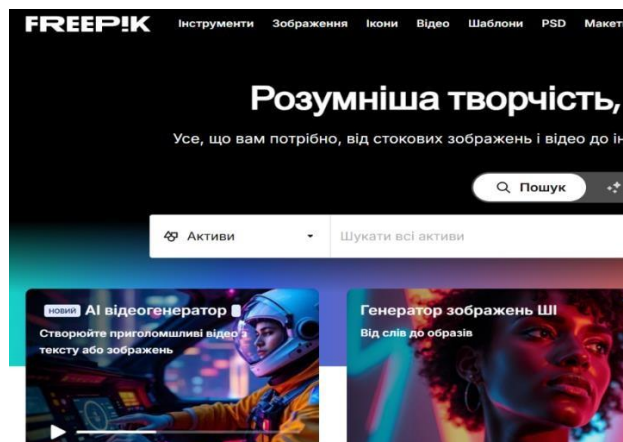 FREEP!K Інструменти Зображення Ікони Відео Шаблони PSD Макет
Розумніша творчість,
Усе, що вам потрібно, від стокових зображень і відео до ін
Пошук
Активи Шукати всі активи
новий AI відеогенератор
Створюйте приголомшливі відео з
тексту або зображень
Генератор зображень ШІ
Від слів до образів